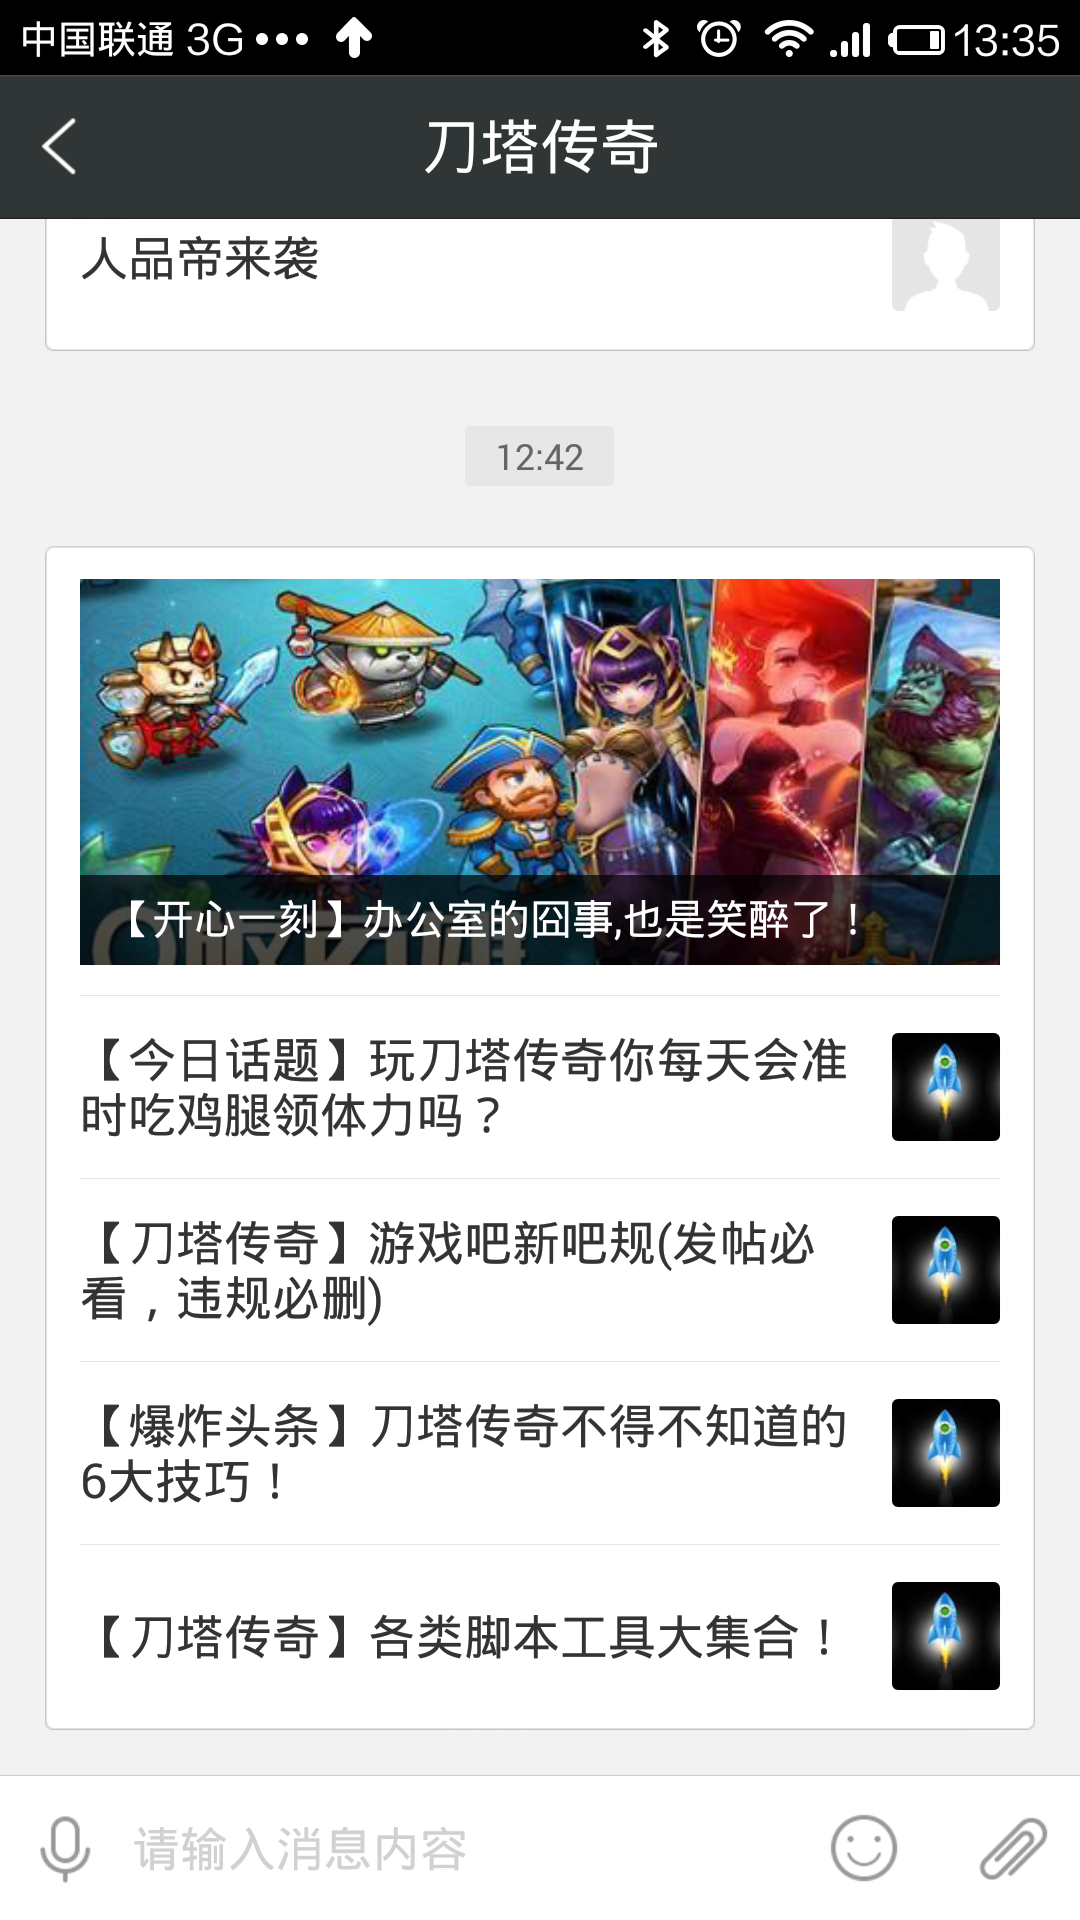 中国联通 3G••• 13:35
刀塔传奇
人品帝来袭
12:42
【开心一刻】办公室的囧事,也是笑醉了！
【今日话题】玩刀塔传奇你每天会准
时吃鸡腿领体力吗？
【刀塔传奇】游戏吧新吧规(发帖必
看，违规必删)
【爆炸头条】刀塔传奇不得不知道的
6大技巧！
【刀塔传奇】各类脚本工具大集合！
请输入消息内容